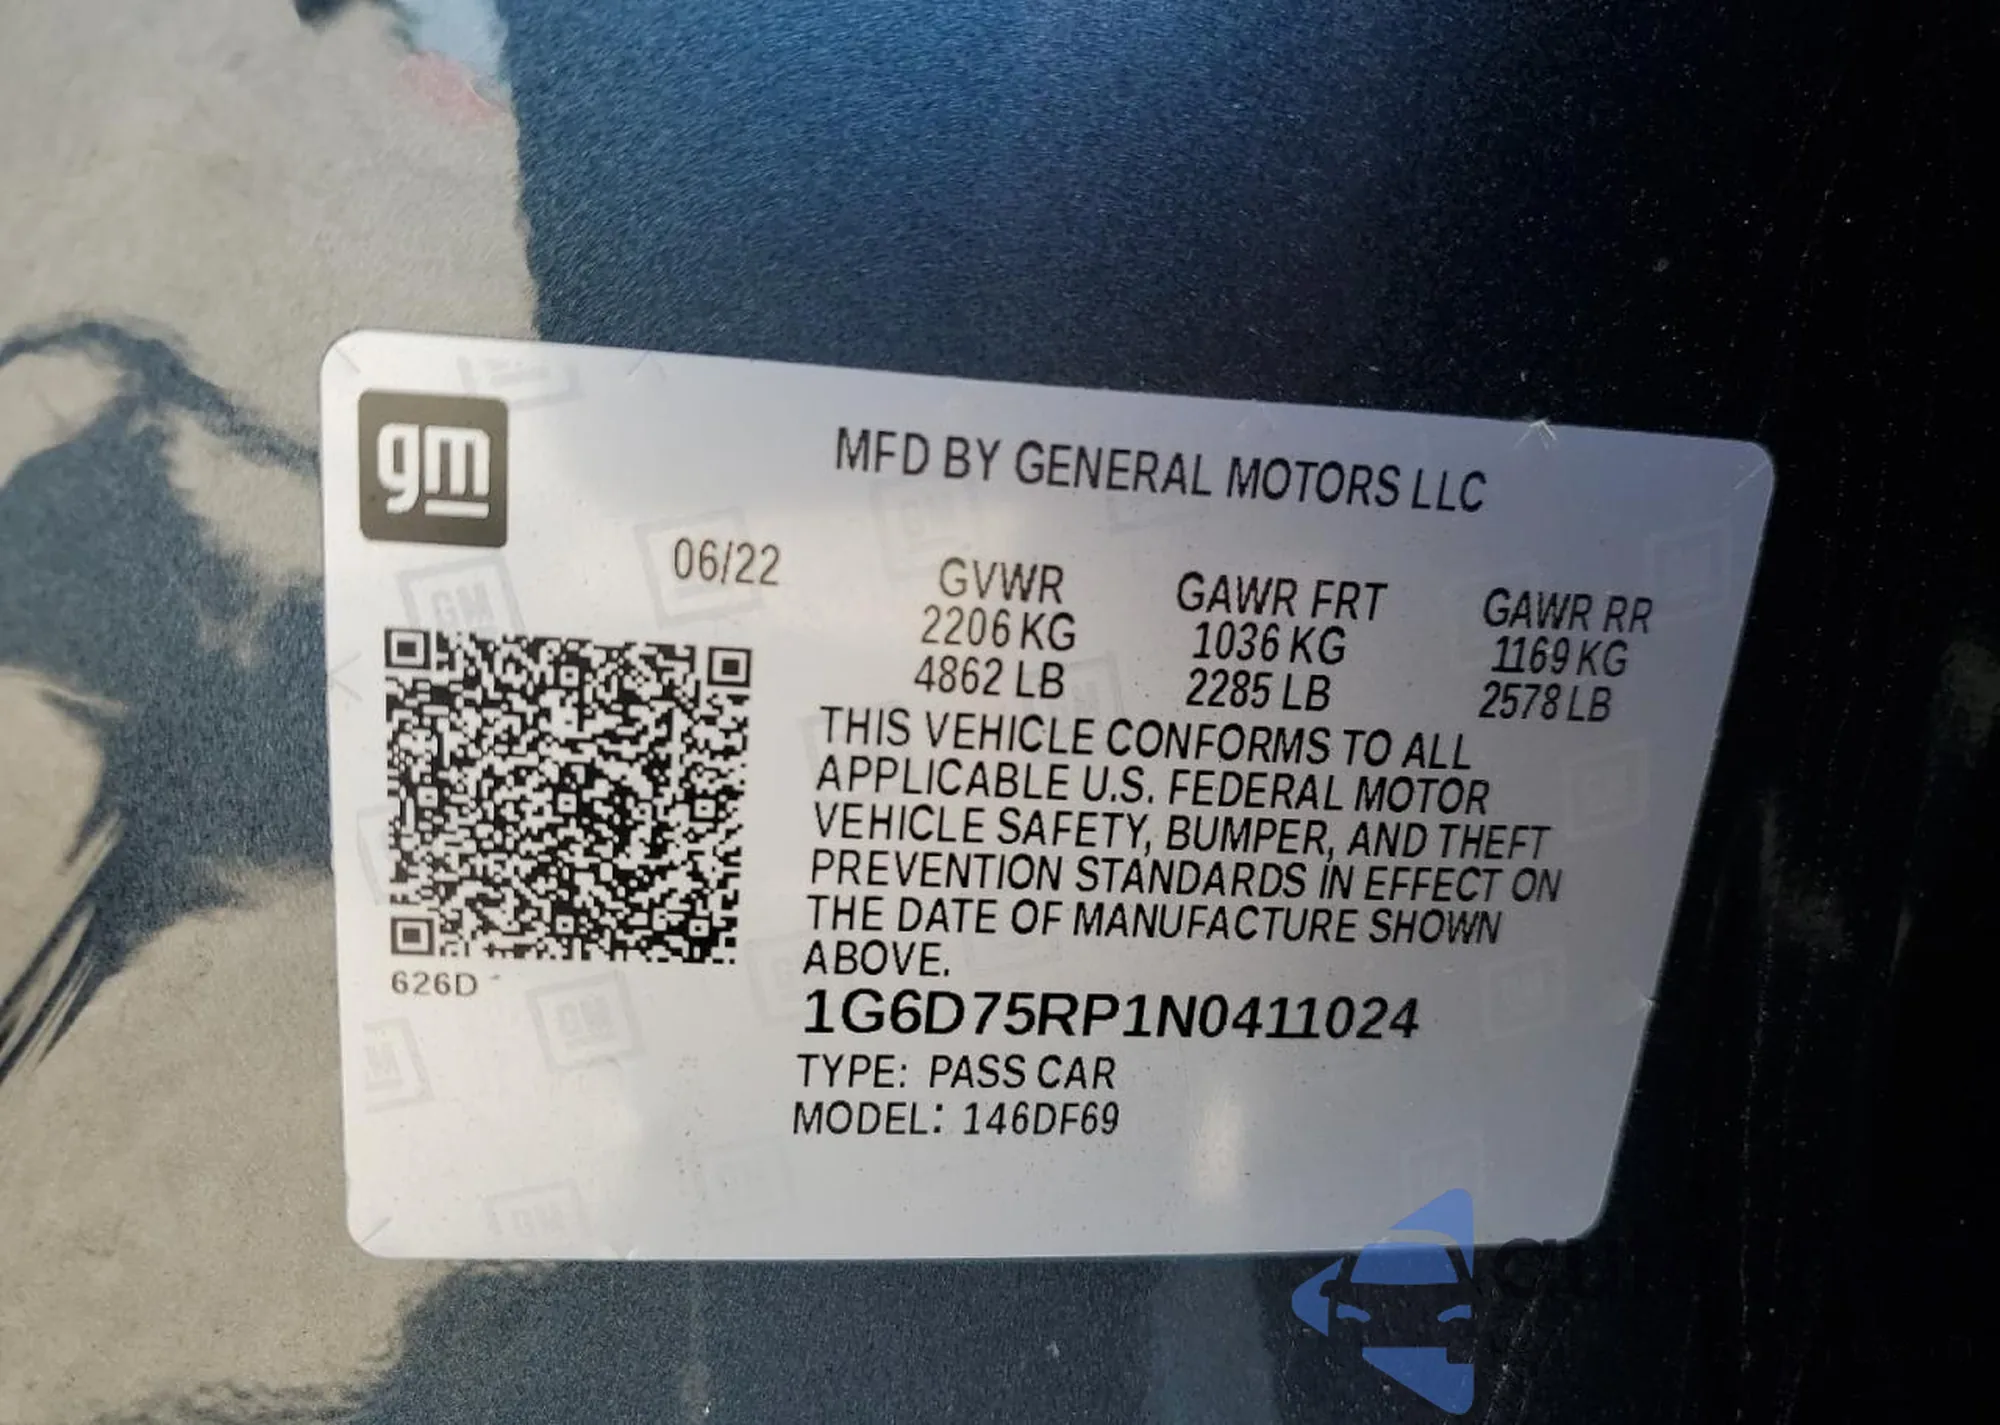 gm
MFD BY GENERAL MOTORS LLC
06/22
GVWR GAWR FRT GAWR RR
2206 KG 1036 KG 1169 KG
4862 LB 2285 LB 2578 LB
THIS VEHICLE CONFORMS TO ALL
APPLICABLE U.S. FEDERAL MOTOR
VEHICLE SAFETY, BUMPER, AND THEFT
PREVENTION STANDARDS IN EFFECT ON
THE DATE OF MANUFACTURE SHOWN
ABOVE.
626D
1G6D75RP1N0411024
TYPE: PASS CAR
MODEL: 146DF69